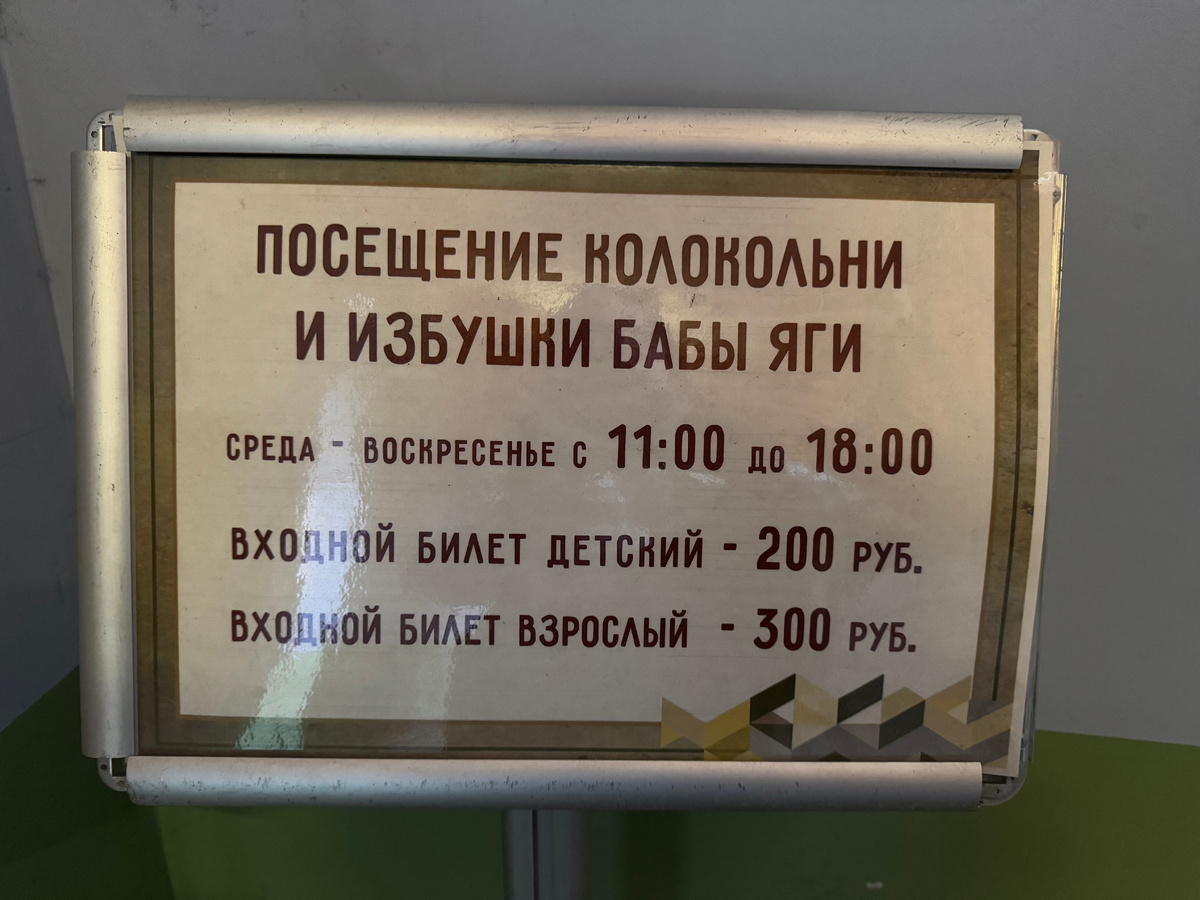 ПОСЕЩЕНИЕ КОЛОКОЛЬНИ
И ИЗБУШКИ БАБЫ ЯГИ
СРЕДА - ВОСКРЕСЕНЬЕ С 11:00 ДО 18:00
ВХОДНОЙ БИЛЕТ ДЕТСКИЙ - 200 РУБ.
ВХОДНОЙ БИЛЕТ ВЗРОСЛЫЙ - 300 РУБ.